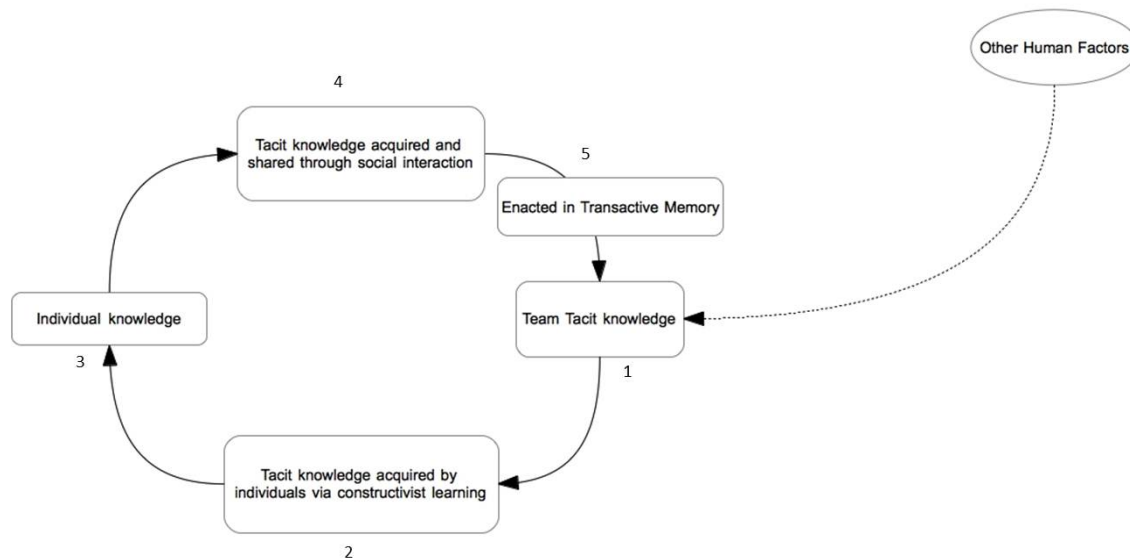 Other Human Factors
4
Tacit knowledge acquired and
shared through social interaction
5
Enacted in Transactive Memory
Individual knowledge
3
Team Tacit knowledge
1
Tacit knowledge acquired by
individuals via constructivist learning
2